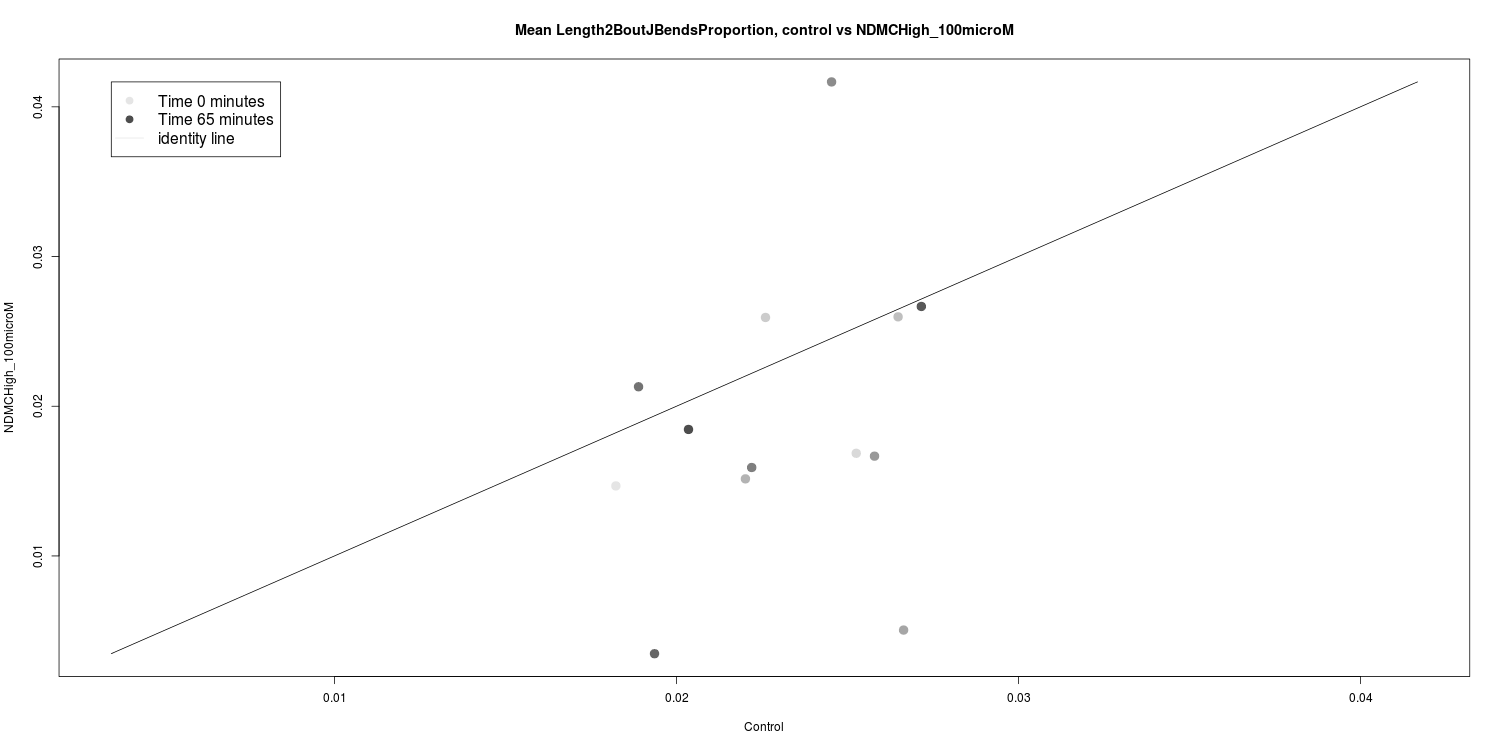 Mean Length2BoutJBendsProportion, control vs NDMCHigh_100microM
Time 0 minutes
Time 65 minutes
identity line
NDMCHigh_100microM
0.04
0.03
0.02
0.01
0.01
0.02
0.03
0.04
Control